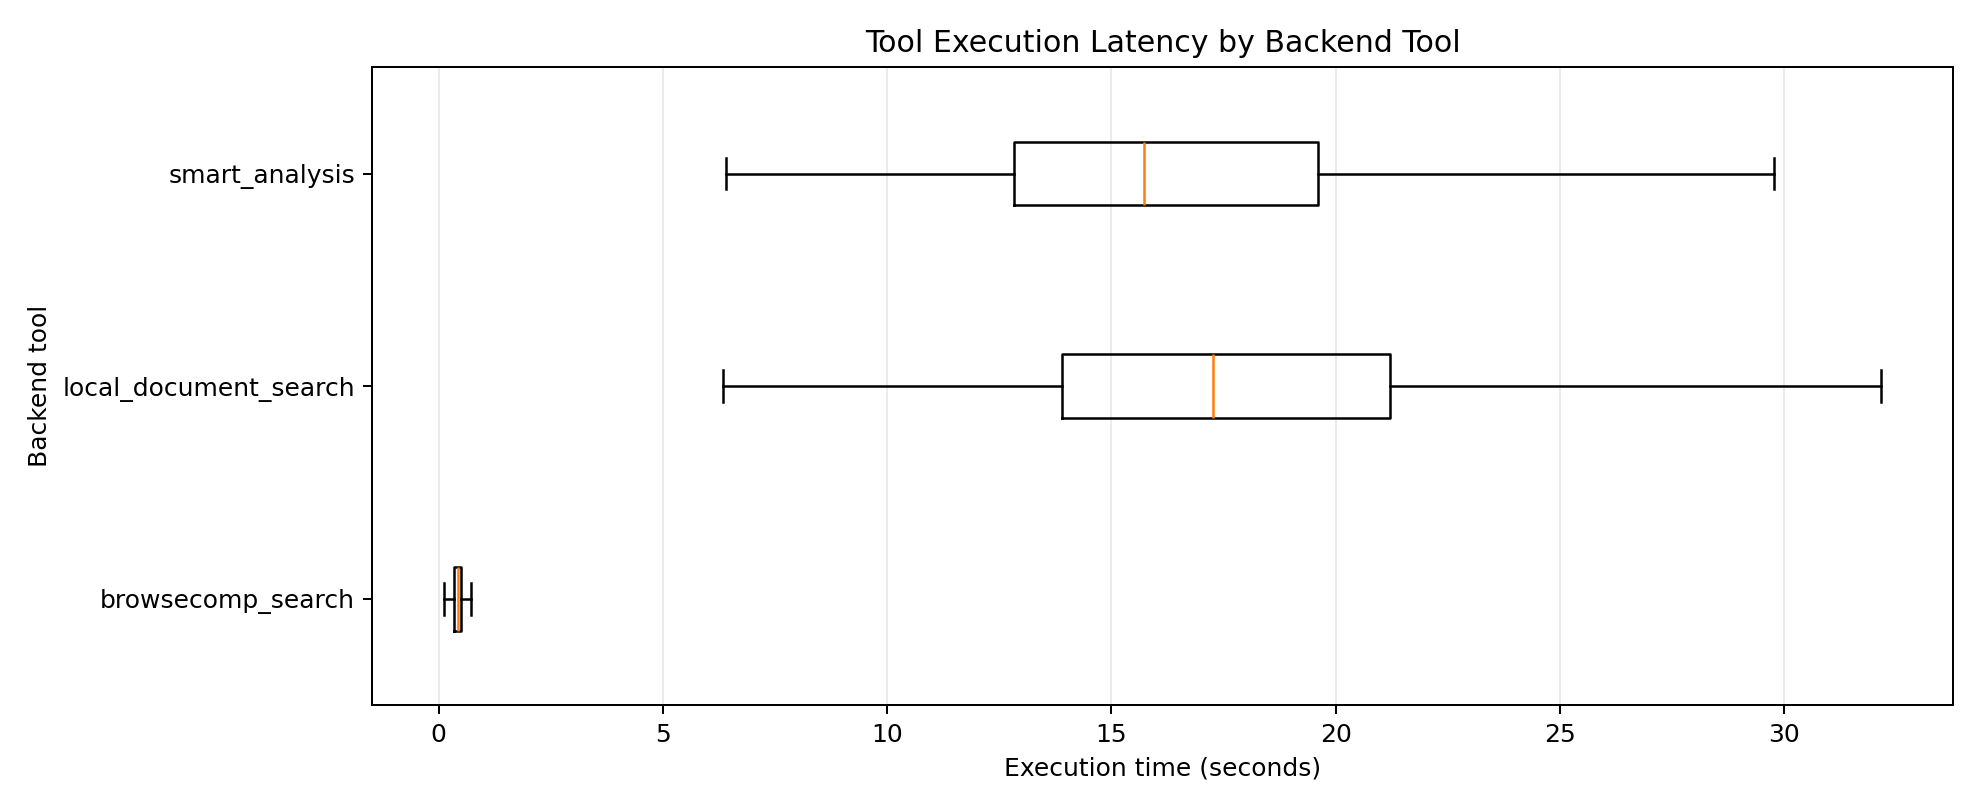 Tool Execution Latency by Backend Tool
Backend tool
smart_analysis
local_document_search
browsecomp_search
0 5 10 15 20 25 30
Execution time (seconds)